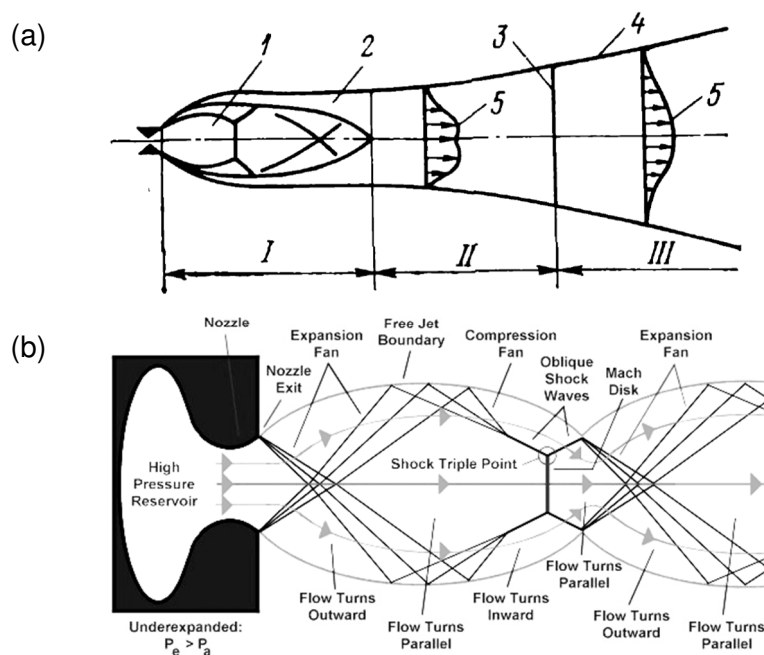 (a)
1
2
3
4
5
5
I
II
III
(b)
Nozzle
Expansion
Fan
Free Jet
Boundary
Compression
Fan
Expansion
Fan
Nozzle
Exit
Oblique
Shock
Waves
Mach
Disk
High
Pressure
Reservoir
Shock Triple Point
Flow Turns
Outward
Flow Turns
Parallel
Flow Turns
Inward
Flow Turns
Parallel
Flow Turns
Outward
Flow Turns
Parallel
Underexpanded:
Pe > Pa